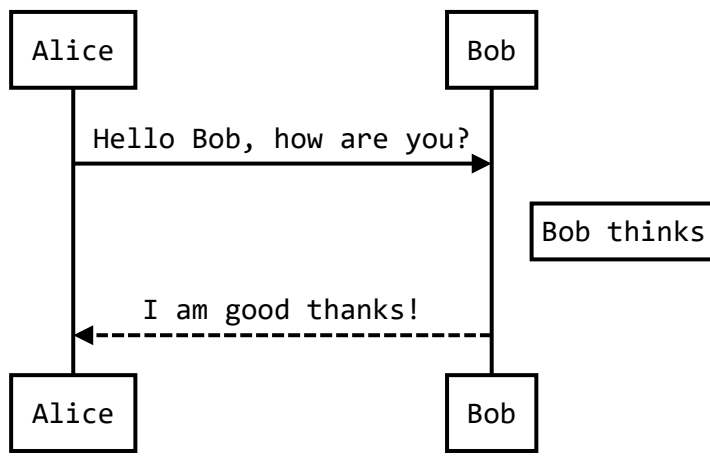 Alice
Bob
Hello Bob, how are you?
Bob thinks
I am good thanks!
Alice
Bob